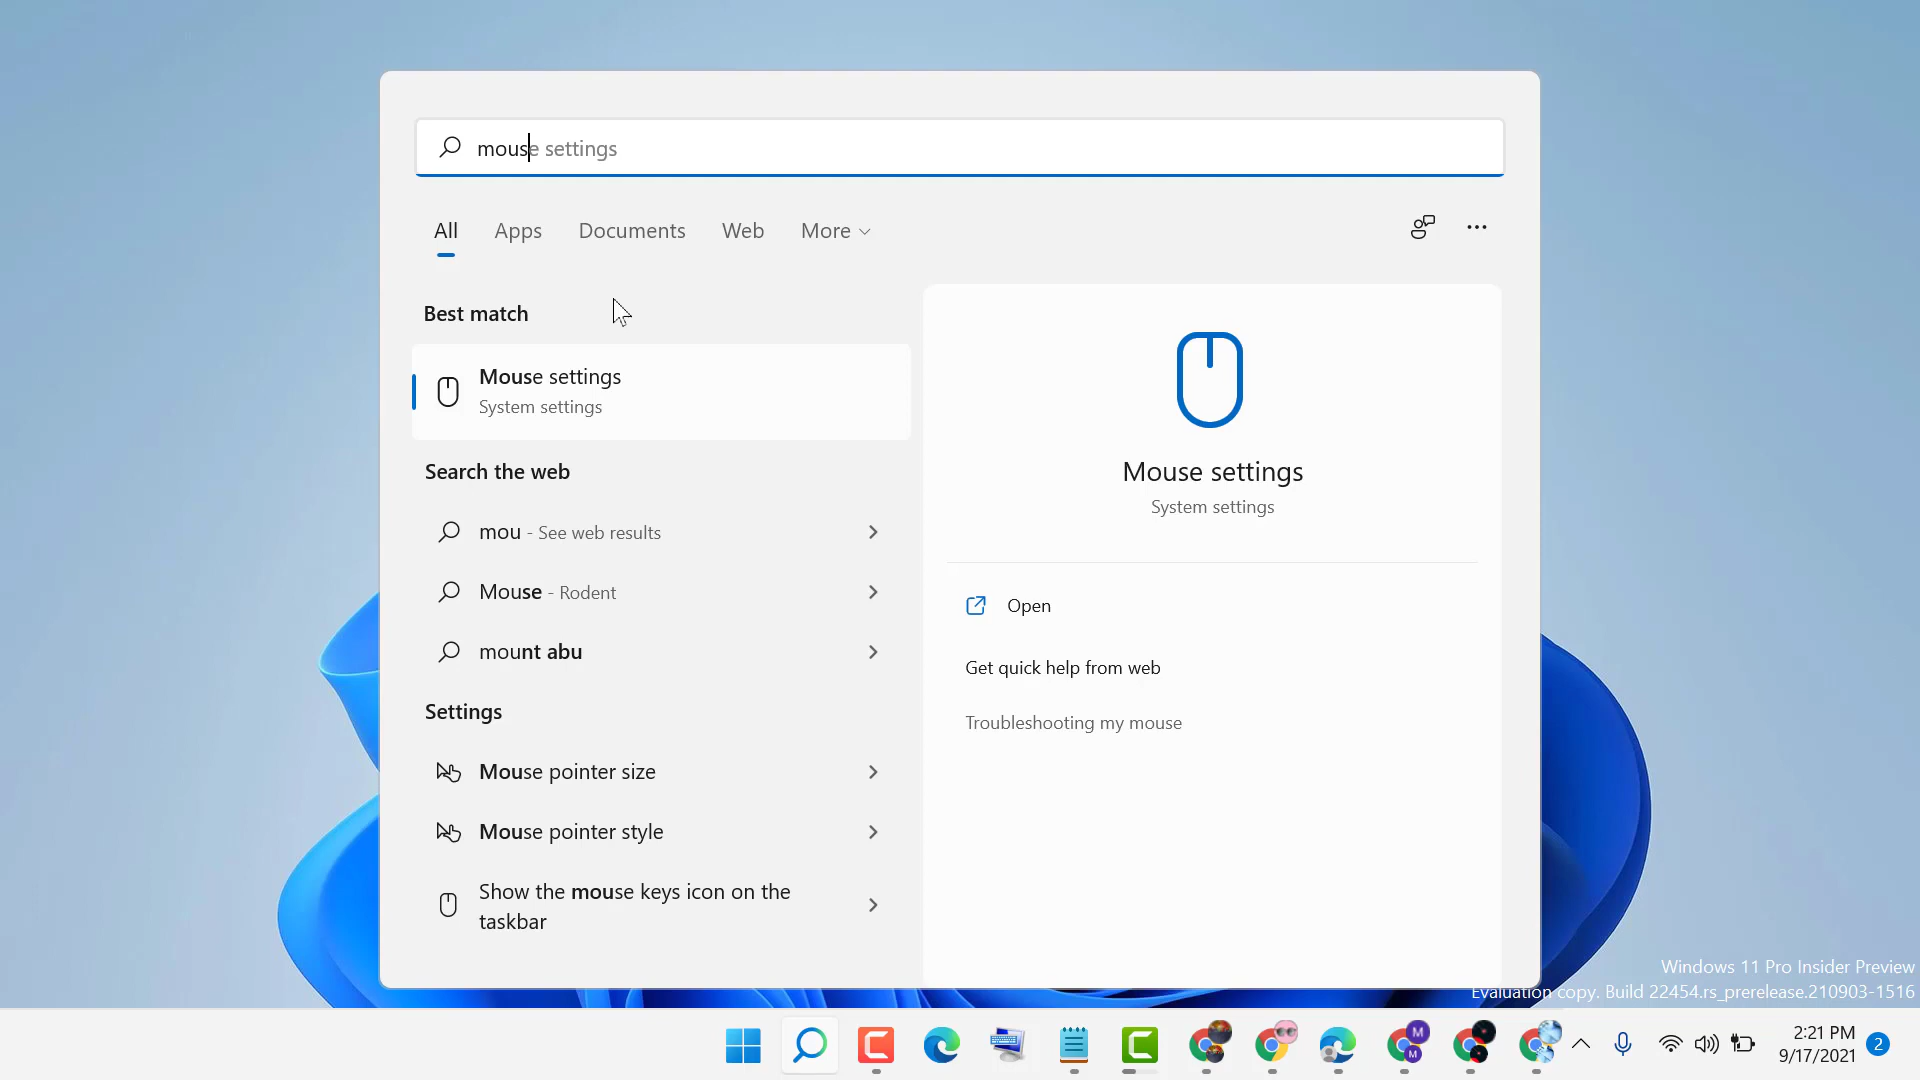 mouse settings
All Apps Documents Web More
Best match
Mouse settings
System settings
Search the web
mou - See web results
Mouse - Rodent
mount abu
Settings
Mouse pointer size
Mouse pointer style
Show the mouse keys icon on the
taskbar
Mouse settings
System settings
Open
Get quick help from web
Troubleshooting my mouse
Windows 11 Pro Insider Preview
Evaluation copy. Build 22454.rs_prerelease.210903-1516
M
M
2:21 PM
9/17/2021
2